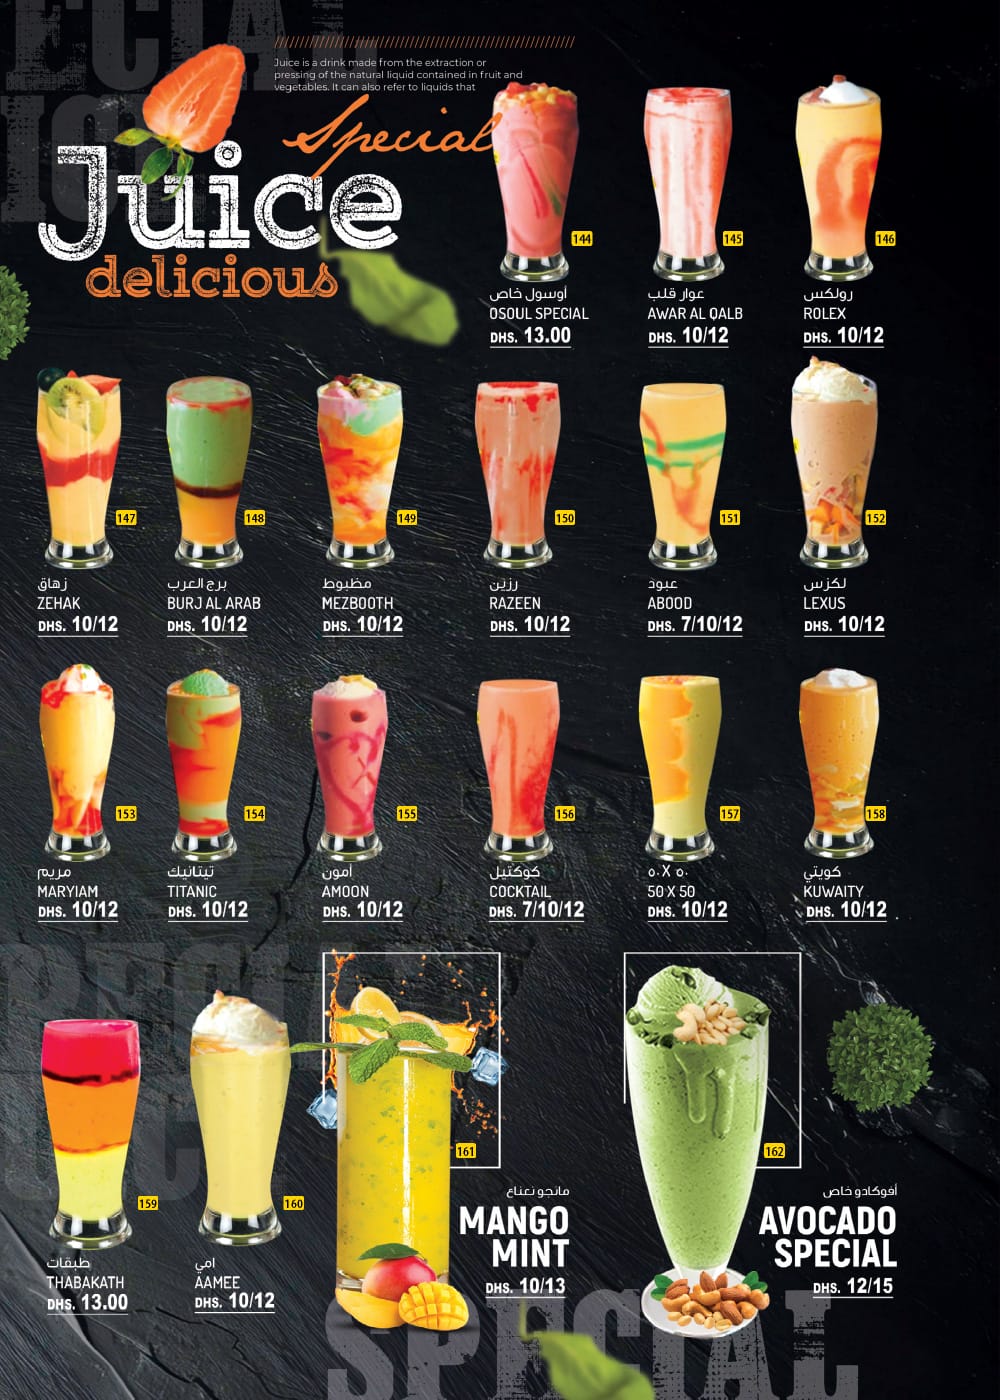 Juice is a drink made from the extraction or
pressing of the natural liquid contained in fruit and
vegetables. It can also refer to liquids that
Special
Juice
delicious
144
أوسول خاص
OSOUL SPECIAL
DHS. 13.00
145
عوار قلب
AWAR AL QALB
DHS. 10/12
146
رولكس
ROLEX
DHS. 10/12
147
زهاق
ZEHAK
DHS. 10/12
148
برج العرب
BURJ AL ARAB
DHS. 10/12
149
مظبوط
MEZBOOTH
DHS. 10/12
150
رزين
RAZEEN
DHS. 10/12
151
عبود
ABOOD
DHS. 7/10/12
152
لكزس
LEXUS
DHS. 10/12
153
مريم
MARYIAM
DHS. 10/12
154
تيتانيك
TITANIC
DHS. 10/12
155
امون
AMOON
DHS. 10/12
156
كوكتيل
COCKTAIL
DHS. 7/10/12
157
٥٠X ٥٠
50 X 50
DHS. 10/12
158
كويتي
KUWAITY
DHS. 10/12
159
طبقات
THABAKATH
DHS. 13.00
160
امي
AAMEE
DHS. 10/12
161
مانجو نعناع
MANGO
MINT
DHS. 10/13
162
أفوكادو خاص
AVOCADO
SPECIAL
DHS. 12/15
SPECIAL